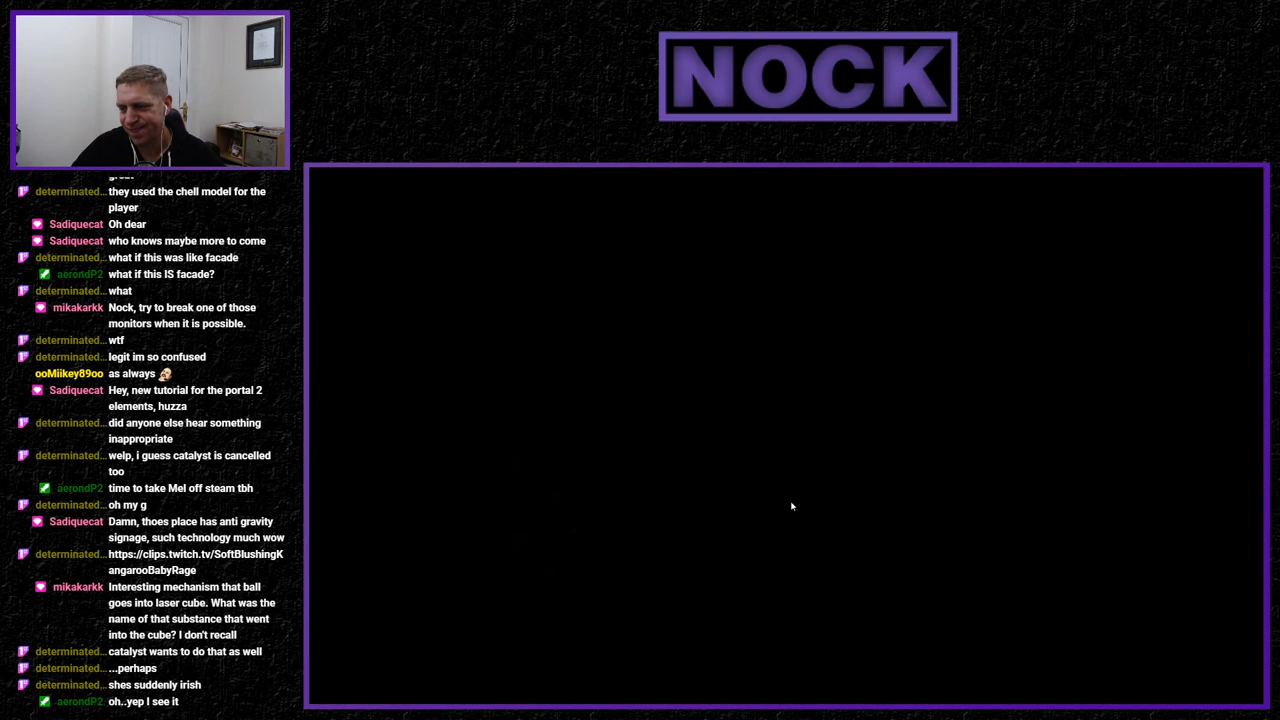 NOCK
determinated... they used the chell model for the
player
Sadiquecat Oh dear
Sadiquecat who knows maybe more to come
determinated... what if this was like facade
aerondP2 what if this IS facade?
determinated... what
mikakarkk Nock, try to break one of those
monitors when it is possible.
determinated... wtf
determinated... legit im so confused
ooMiikey89oo as always
Sadiquecat Hey, new tutorial for the portal 2
elements, huzza
determinated... did anyone else hear something
inappropriate
determinated... welp, i guess catalyst is cancelled
too
aerondP2 time to take Mel off steam tbh
determinated... oh my g
Sadiquecat Damn, thoes place has anti gravity
signage, such technology much wow
determinated... https://clips.twitch.tv/SoftBlushingK
angarooBabyRage
mikakarkk Interesting mechanism that ball
goes into laser cube. What was the
name of that substance that went
into the cube? I don't recall
determinated... catalyst wants to do that as well
determinated... ...perhaps
determinated... shes suddenly irish
aerondP2 oh..yep I see it